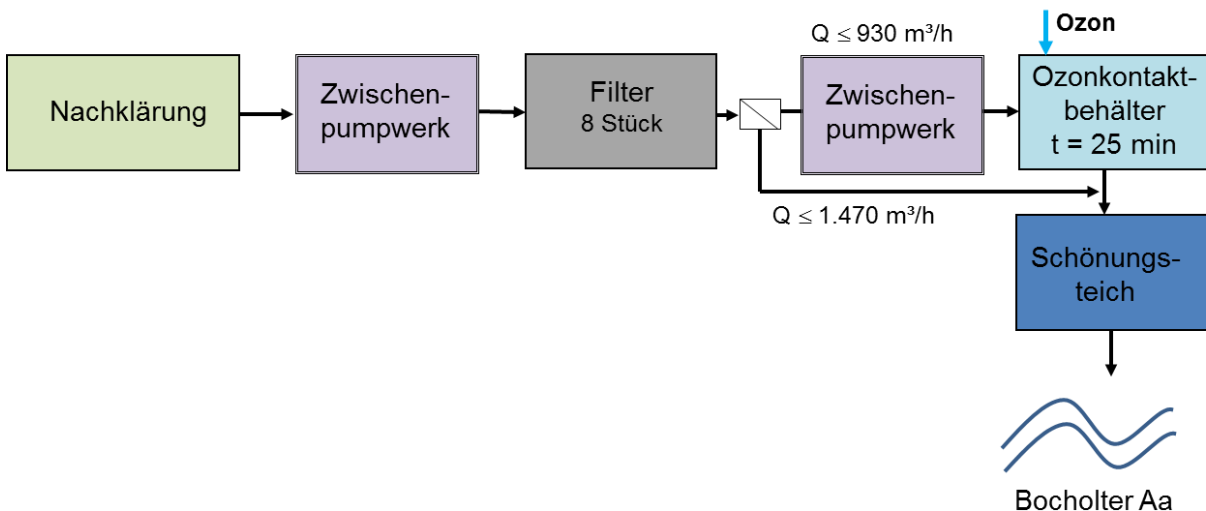 Ozon
Q ≤ 930 m³/h
Nachklärung
Zwischen-
pumpwerk
Filter
8 Stück
Zwischen-
pumpwerk
Ozonkontakt-
behälter
t = 25 min
Q ≤ 1.470 m³/h
Schönungs-
teich
Bocholter Aa